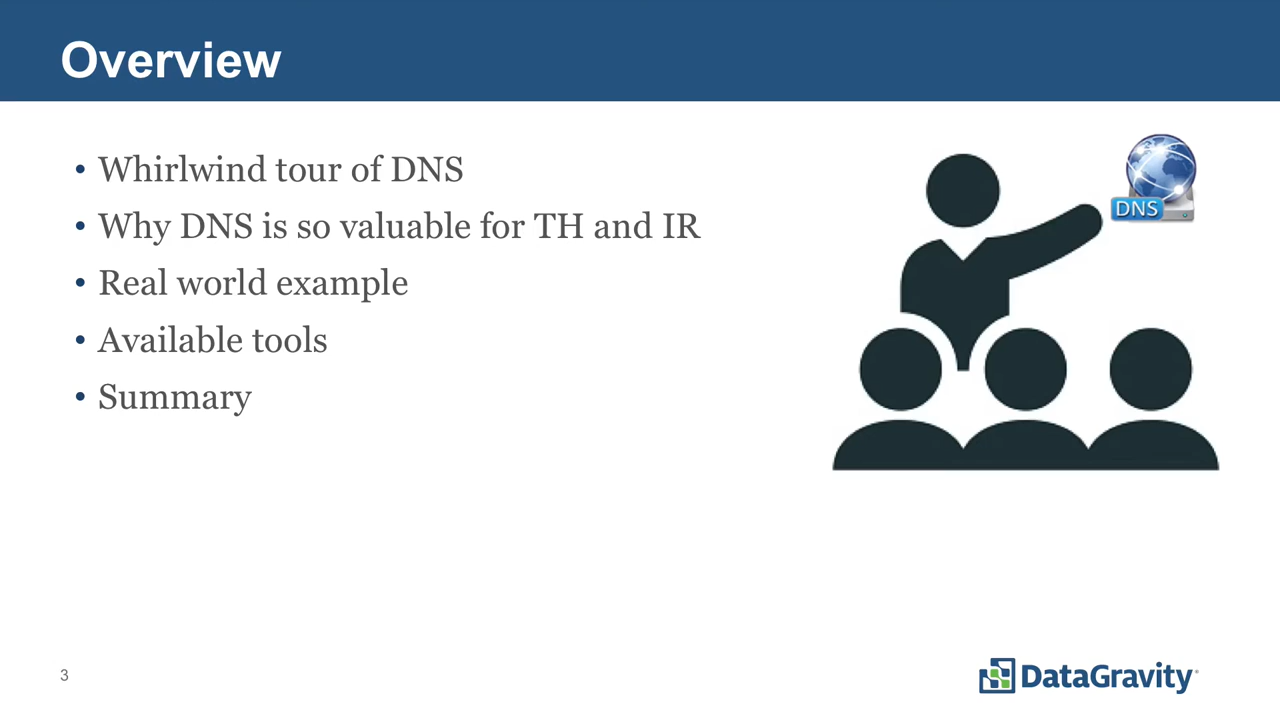 Overview
• Whirlwind tour of DNS
• Why DNS is so valuable for TH and IR
• Real world example
• Available tools
• Summary
DNS
3
DataGravity